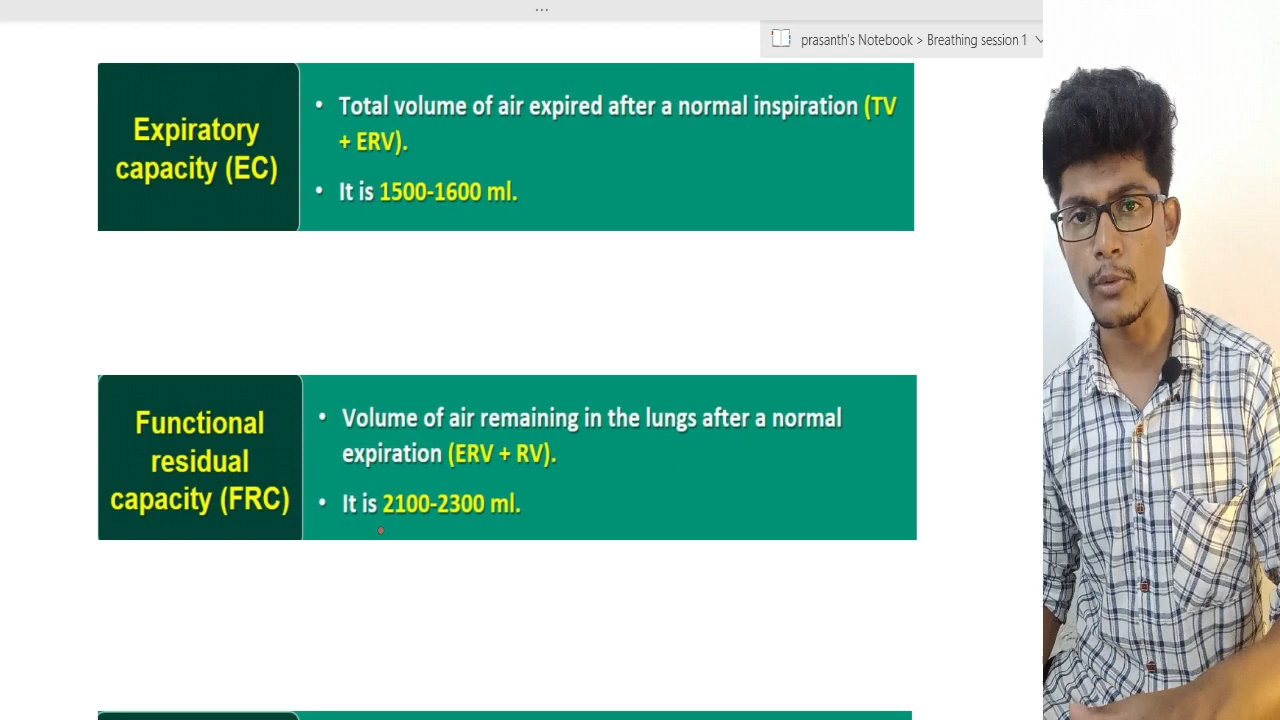 ...
prasanth's Notebook > Breathing session 1
Expiratory
capacity (EC)
• Total volume of air expired after a normal inspiration (TV
+ ERV).
• It is 1500-1600 ml.
Functional
residual
capacity (FRC)
• Volume of air remaining in the lungs after a normal
expiration (ERV + RV).
• It is 2100-2300 ml.